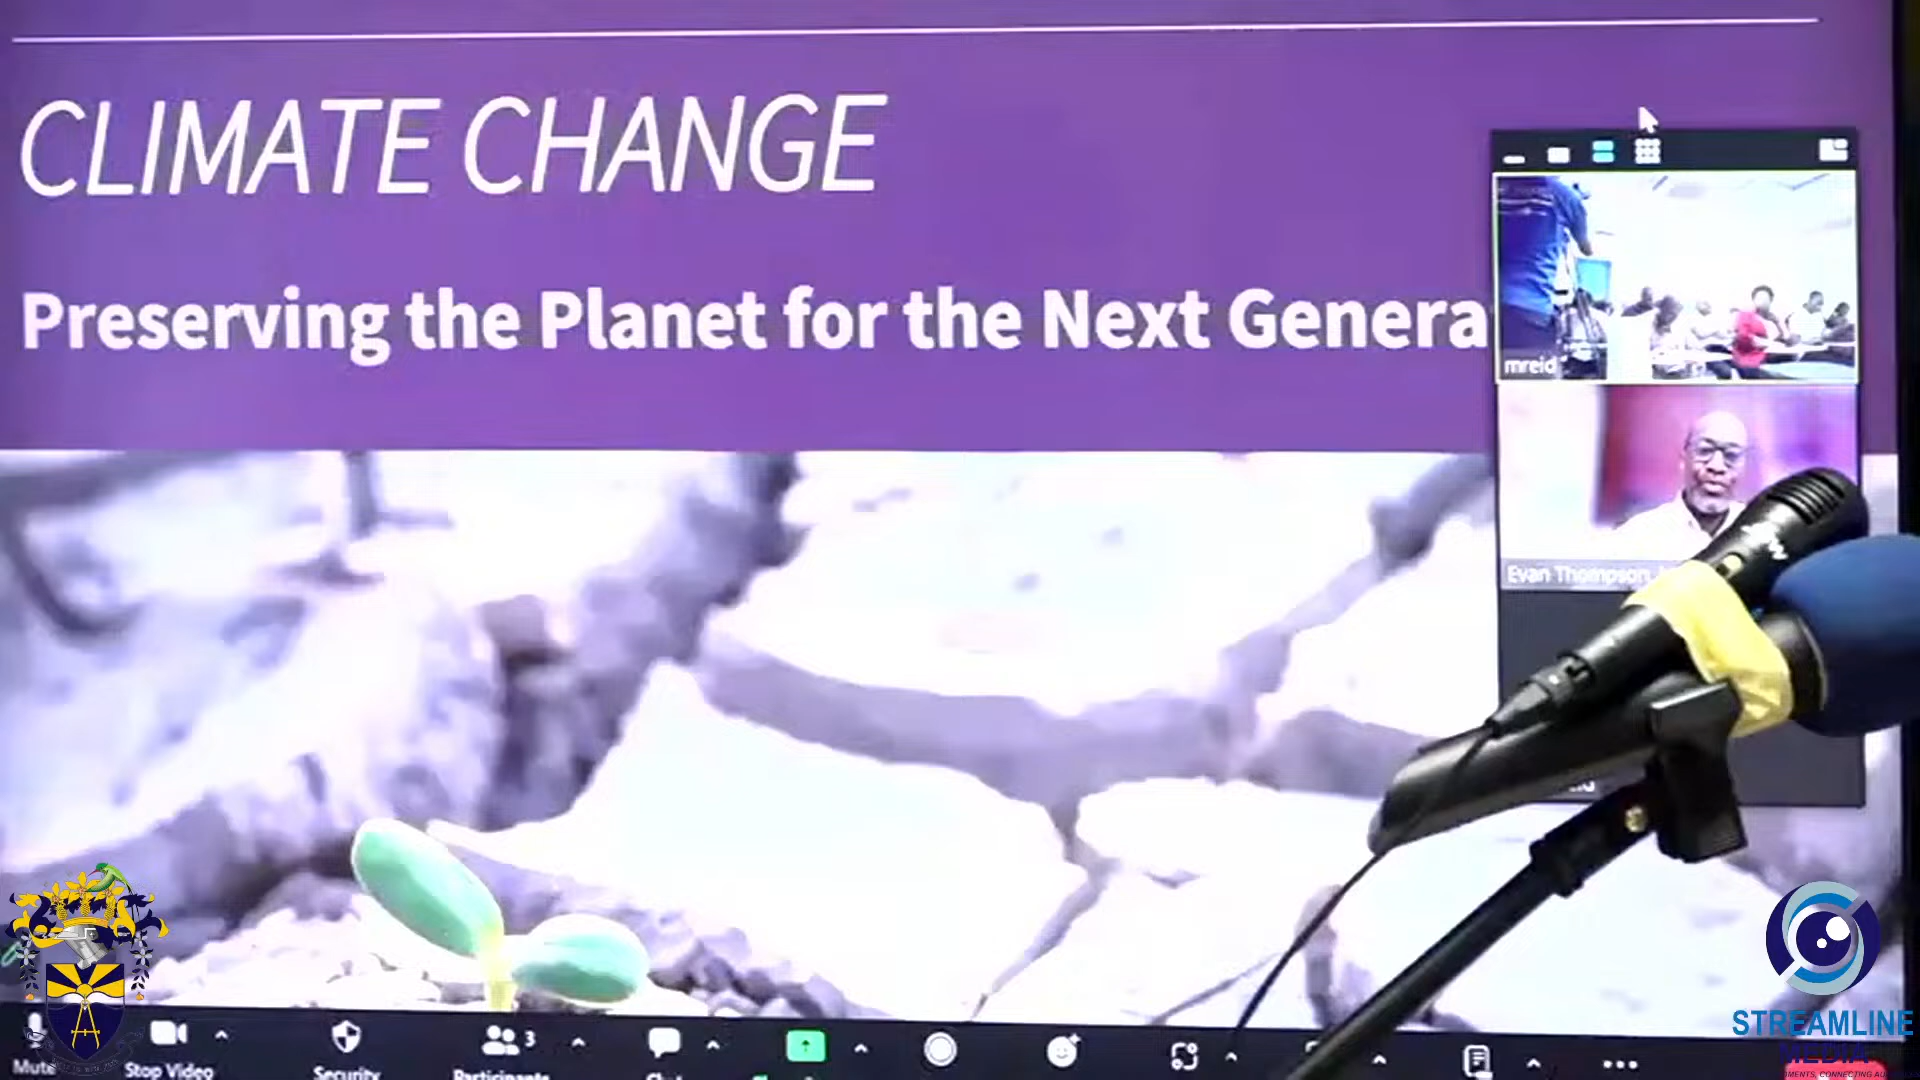 CLIMATE CHANGE
Preserving the Planet for the Next Genera
mreid
Evan Thompson
Mute
Stop Video
Security
3
Participants
STREAMLINE
MEDIA